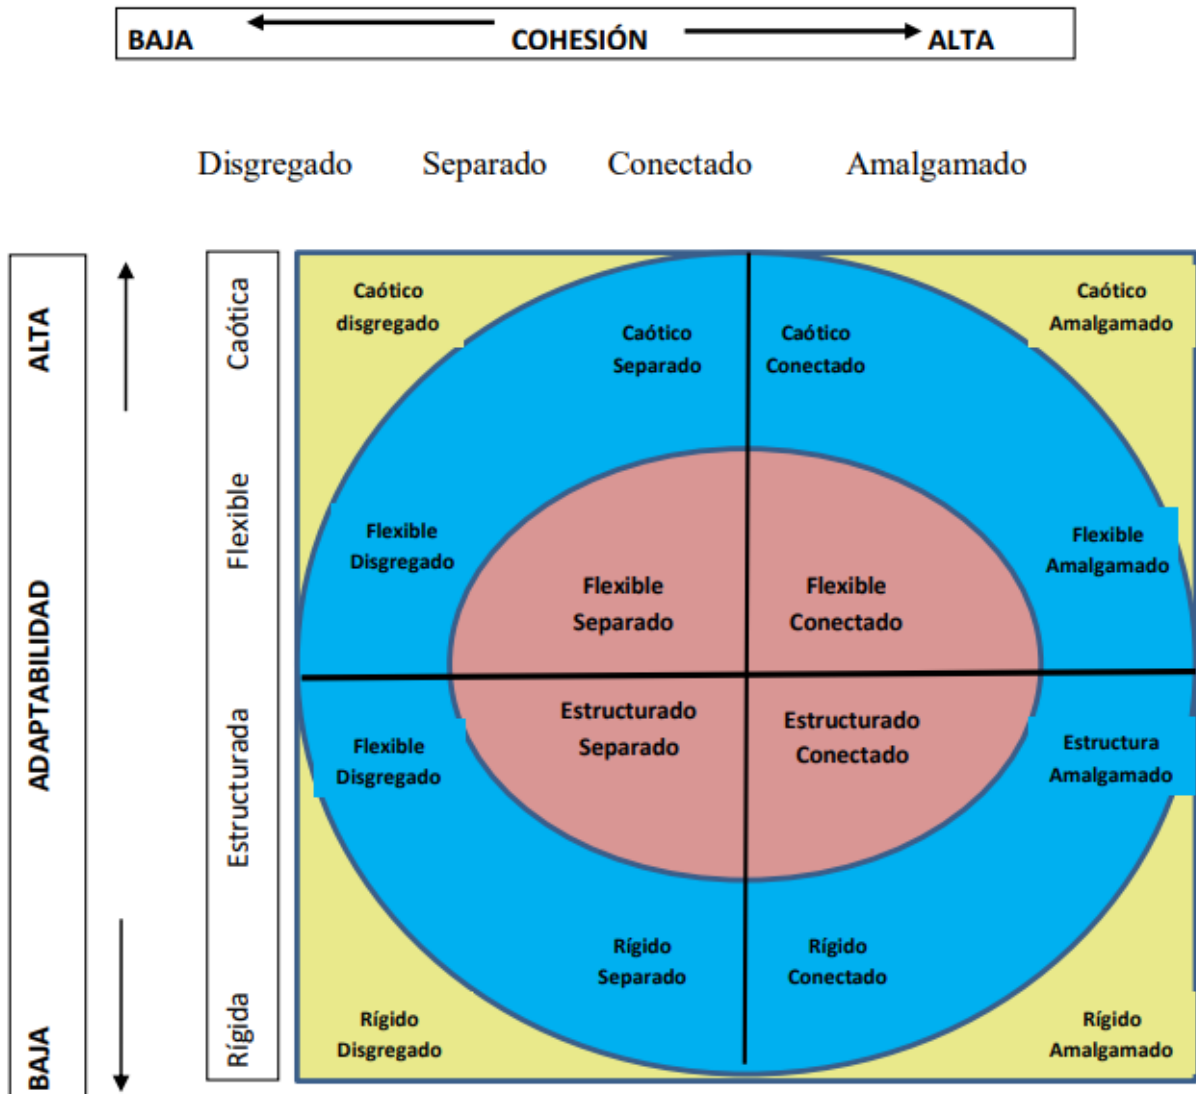 BAJA COHESIÓN ALTA
Disgregado Separado Conectado Amalgamado
ALTA
ADAPTABILIDAD
BAJA
Caótica
Flexible
Estructurada
Rígida
Caótico
disgregado
Caótico
Separado
Caótico
Conectado
Caótico
Amalgamado
Flexible
Disgregado
Flexible
Separado
Flexible
Conectado
Flexible
Amalgamado
Flexible
Disgregado
Estructurado
Separado
Estructurado
Conectado
Estructura
Amalgamado
Rígido
Disgregado
Rígido
Separado
Rígido
Conectado
Rígido
Amalgamado